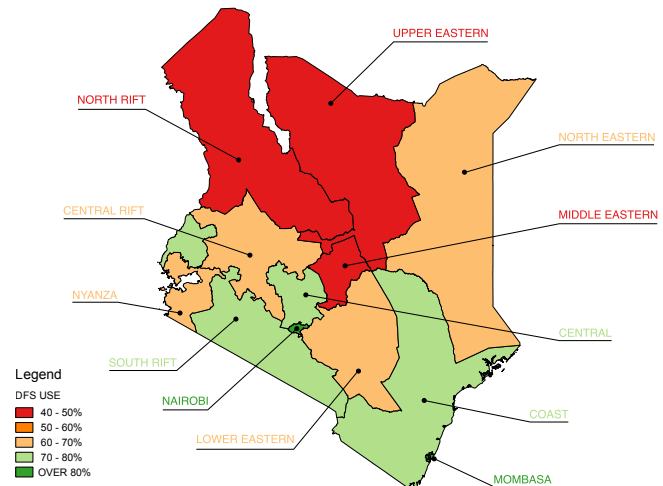 UPPER EASTERN
NORTH RIFT
NORTH EASTERN
CENTRAL RIFT
MIDDLE EASTERN
NYANZA
CENTRAL
SOUTH RIFT
NAIROBI
COAST
LOWER EASTERN
MOMBASA
Legend
DFS USE
40 - 50%
50 - 60%
60 - 70%
70 - 80%
OVER 80%